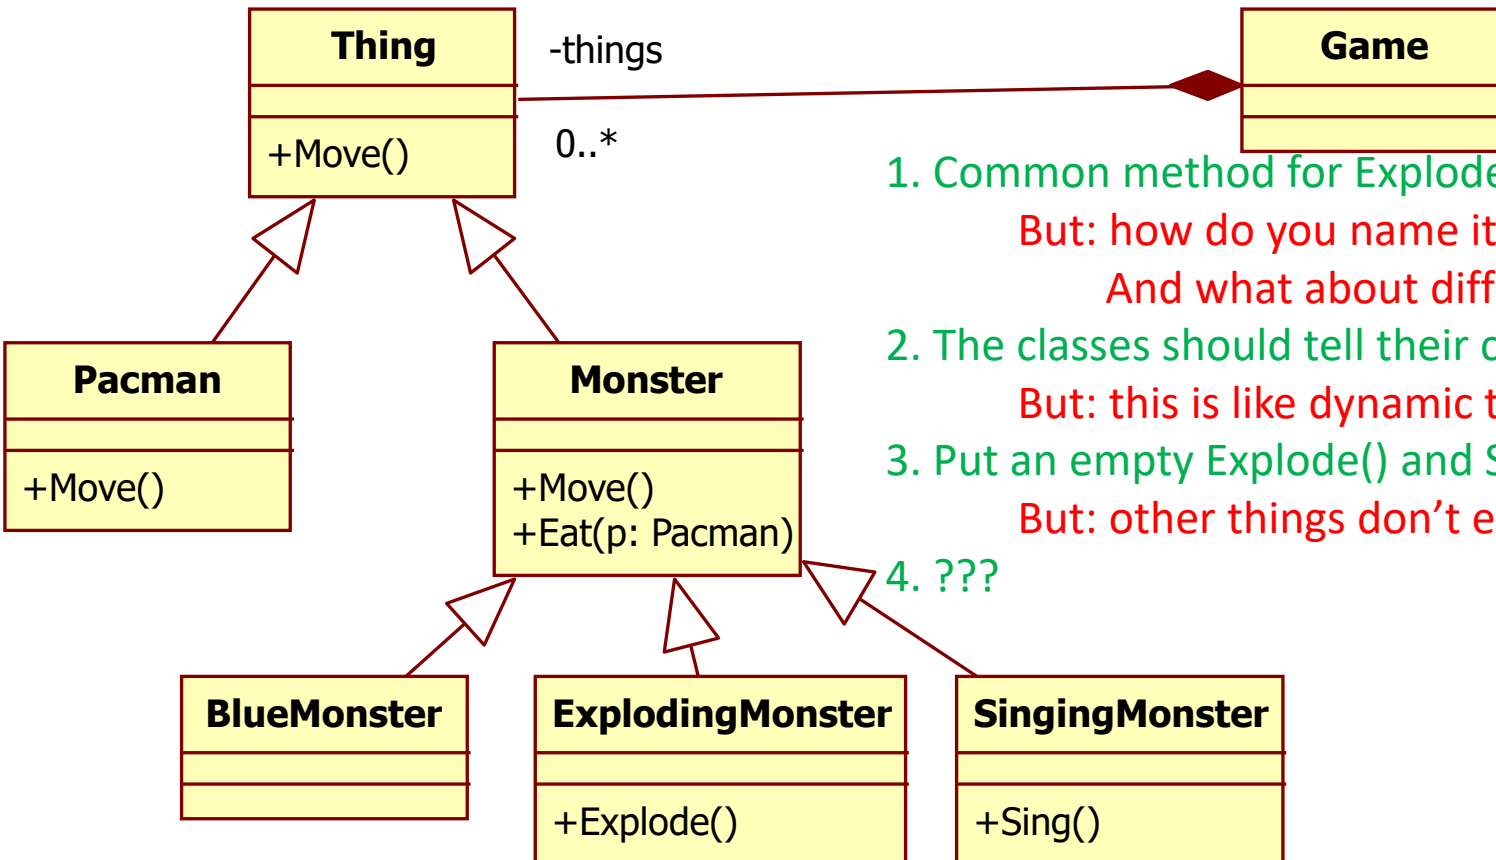 Thing
-things
Game
+Move()
0..*
1. Common method for Explode
But: how do you name it
And what about diff
2. The classes should tell their
But: this is like dynamic
3. Put an empty Explode() and
But: other things don’t
4. ???
Pacman
+Move()
Monster
+Move()
+Eat(p: Pacman)
BlueMonster
ExplodingMonster
+Explode()
SingingMonster
+Sing()